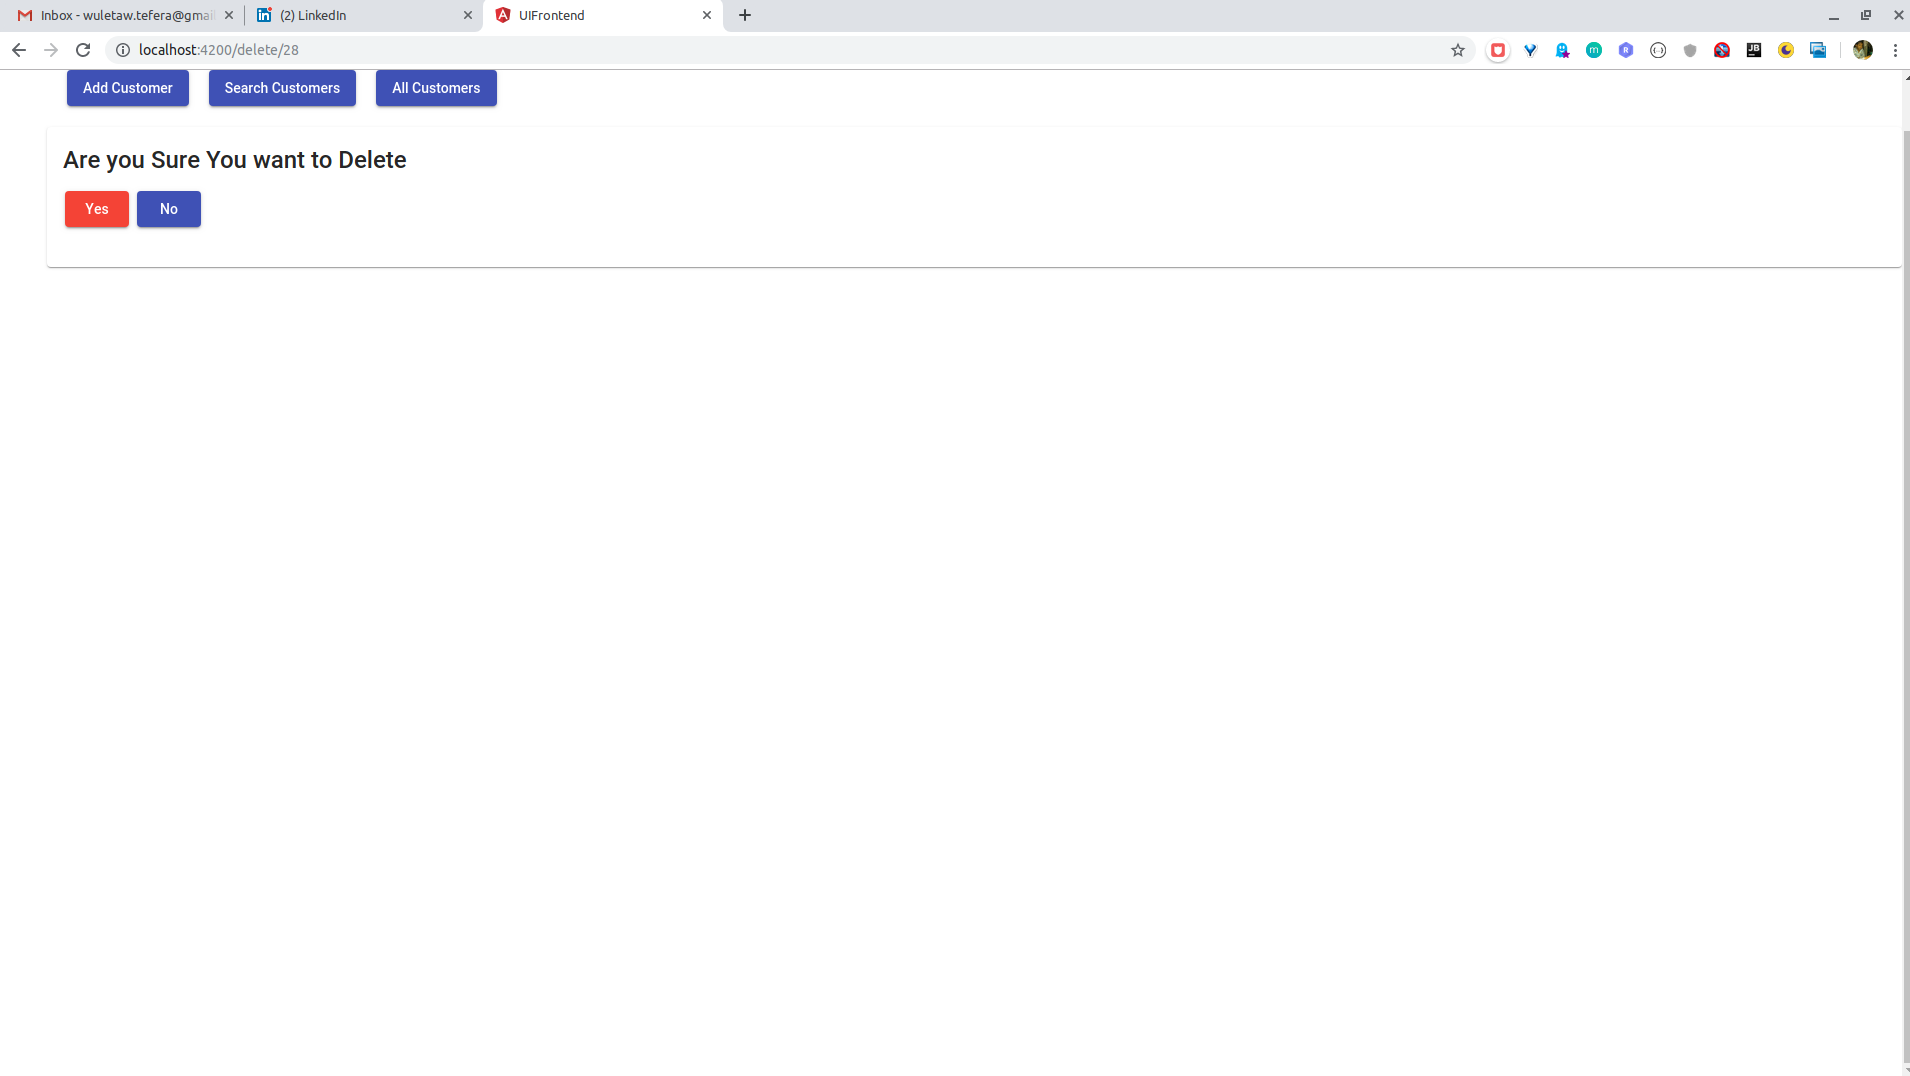 Inbox - wuletaw.tefera@gmai
(2) LinkedIn
UIFrontend
localhost:4200/delete/28
Add Customer
Search Customers
All Customers
Are you Sure You want to Delete
Yes
No